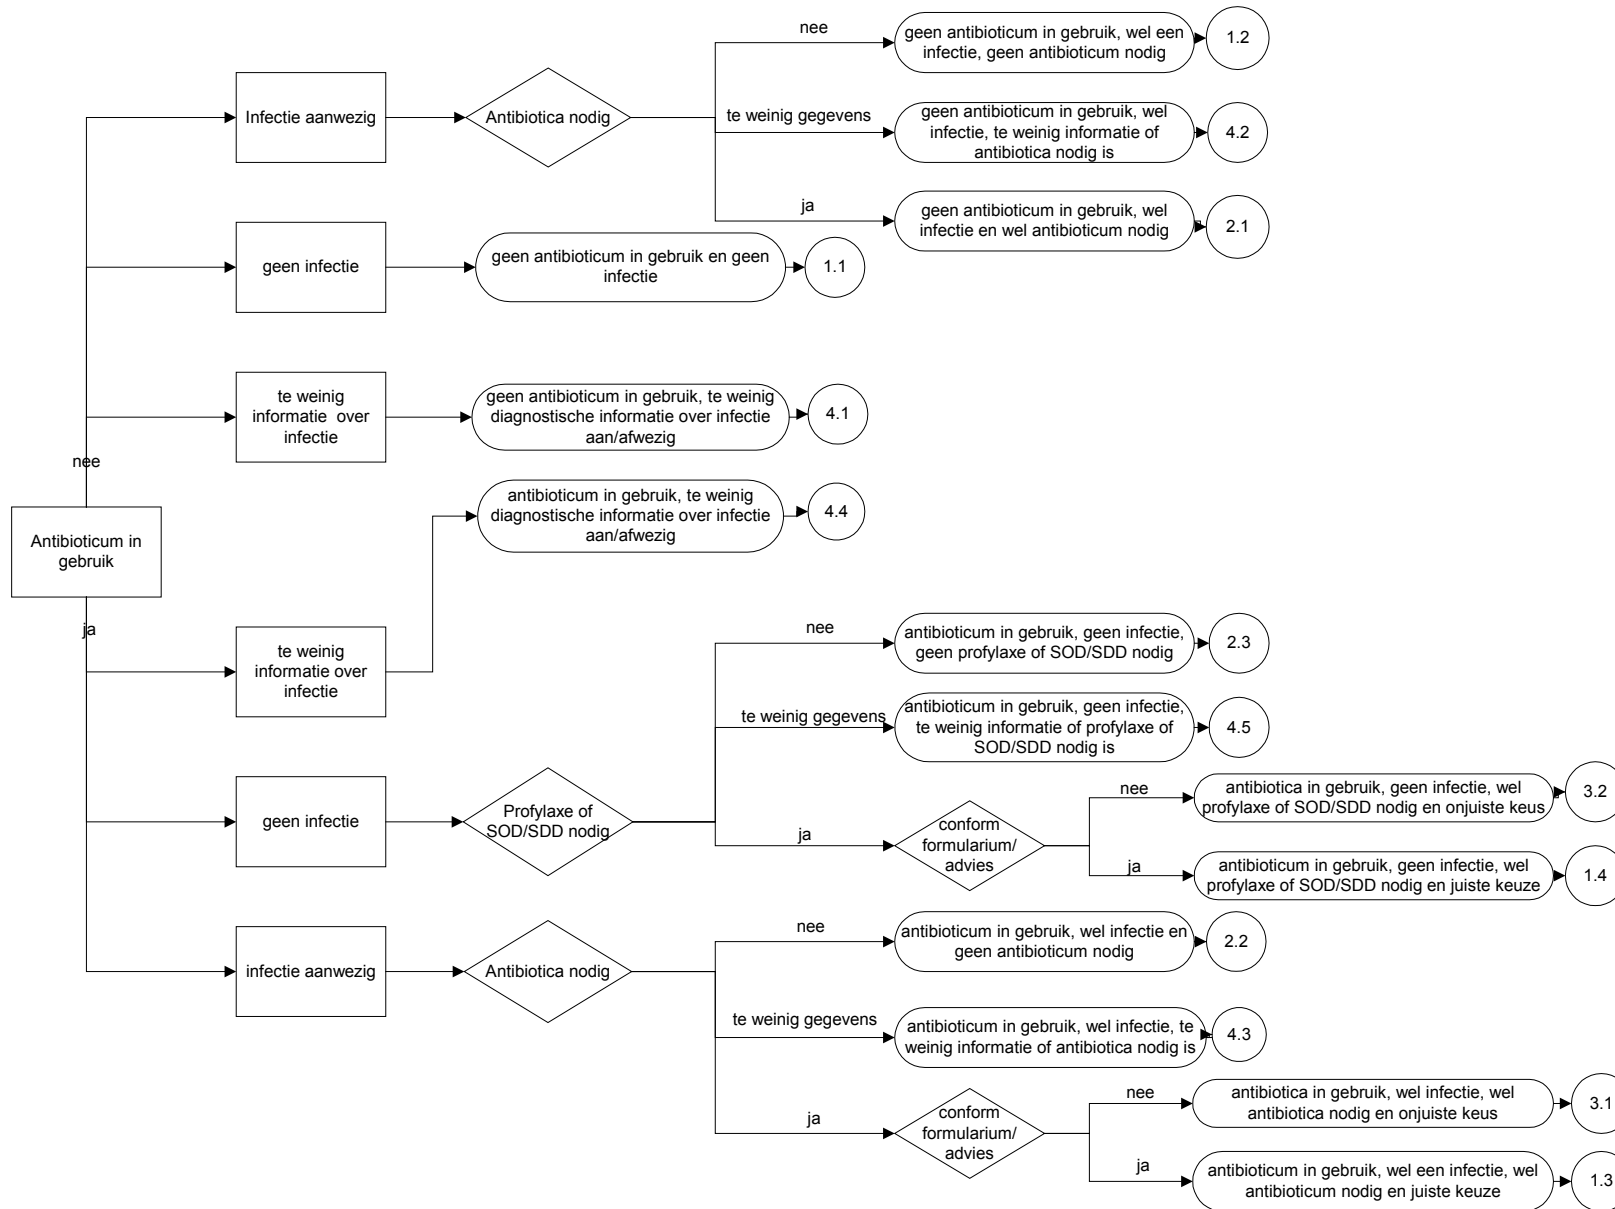 nee
geen antibioticum in gebruik, wel een
infectie, geen antibioticum nodig
1.2
Infectie aanwezig
Antibiotica nodig
te weinig gegevens
geen antibioticum in gebruik, wel
infectie, te weinig informatie of
antibiotica nodig is
4.2
ja
geen antibioticum in gebruik, wel
infectie en wel antibioticum nodig
2.1
geen infectie
geen antibioticum in gebruik en geen
infectie
1.1
te weinig
informatie over
infectie
geen antibioticum in gebruik, te weinig
diagnostische informatie over infectie
aan/afwezig
4.1
nee
antibioticum in gebruik, te weinig
diagnostische informatie over infectie
aan/afwezig
4.4
Antibioticum in
gebruik
ja
te weinig
informatie over
infectie
nee
antibioticum in gebruik, geen infectie,
geen profylaxe of SOD/SDD nodig
2.3
te weinig gegevens
antibioticum in gebruik, geen infectie,
te weinig informatie of profylaxe of
SOD/SDD nodig is
4.5
geen infectie
Profylaxe of
SOD/SDD nodig
ja
conform
formularium/
advies
nee
antibiotica in gebruik, geen infectie, wel
profylaxe of SOD/SDD nodig en onjuiste keus
3.2
ja
antibioticum in gebruik, geen infectie, wel
profylaxe of SOD/SDD nodig en juiste keuze
1.4
infectie aanwezig
Antibiotica nodig
nee
antibioticum in gebruik, wel infectie en
geen antibioticum nodig
2.2
te weinig gegevens
antibioticum in gebruik, wel infectie, te
weinig informatie of antibiotica nodig is
4.3
ja
conform
formularium/
advies
nee
antibiotica in gebruik, wel infectie, wel
antibiotica nodig en onjuiste keus
3.1
ja
antibioticum in gebruik, wel een infectie, wel
antibioticum nodig en juiste keuze
1.3